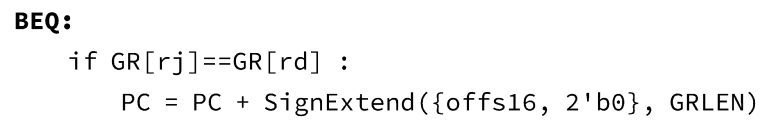 BEQ:
if GR[rj]==GR[rd] :
PC = PC + SignExtend({offs16, 2'b0}, GRLEN)